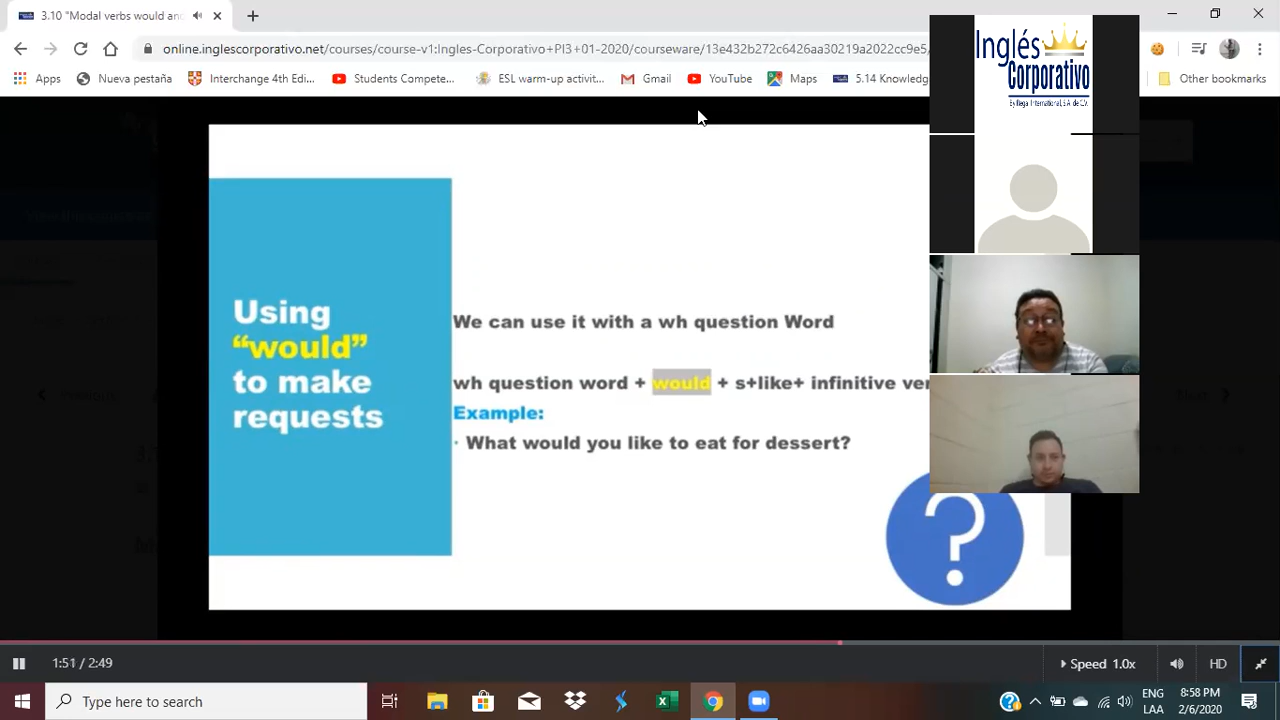 3.10 "Modal verbs would and
online.inglescorporativo.net/courses/course-v1:Ingles-Corporativo+PI3+01-2020/courseware/13e432b272c6426aa30219a2022cc9e5/
Apps
Nueva pestaña
Interchange 4th Edi...
Students Compete...
ESL warm-up activit...
Gmail
YouTube
Maps
5.14 Knowledg
Other bookmarks
Inglés
Corporativo
Using
“would”
to make
requests
We can use it with a wh question Word
wh question word + would + s+like+ infinitive ver
Example:
· What would you like to eat for dessert?
1:51 / 2:49
Speed 1.0x
HD
Type here to search
ENG
LAA
8:58 PM
2/6/2020